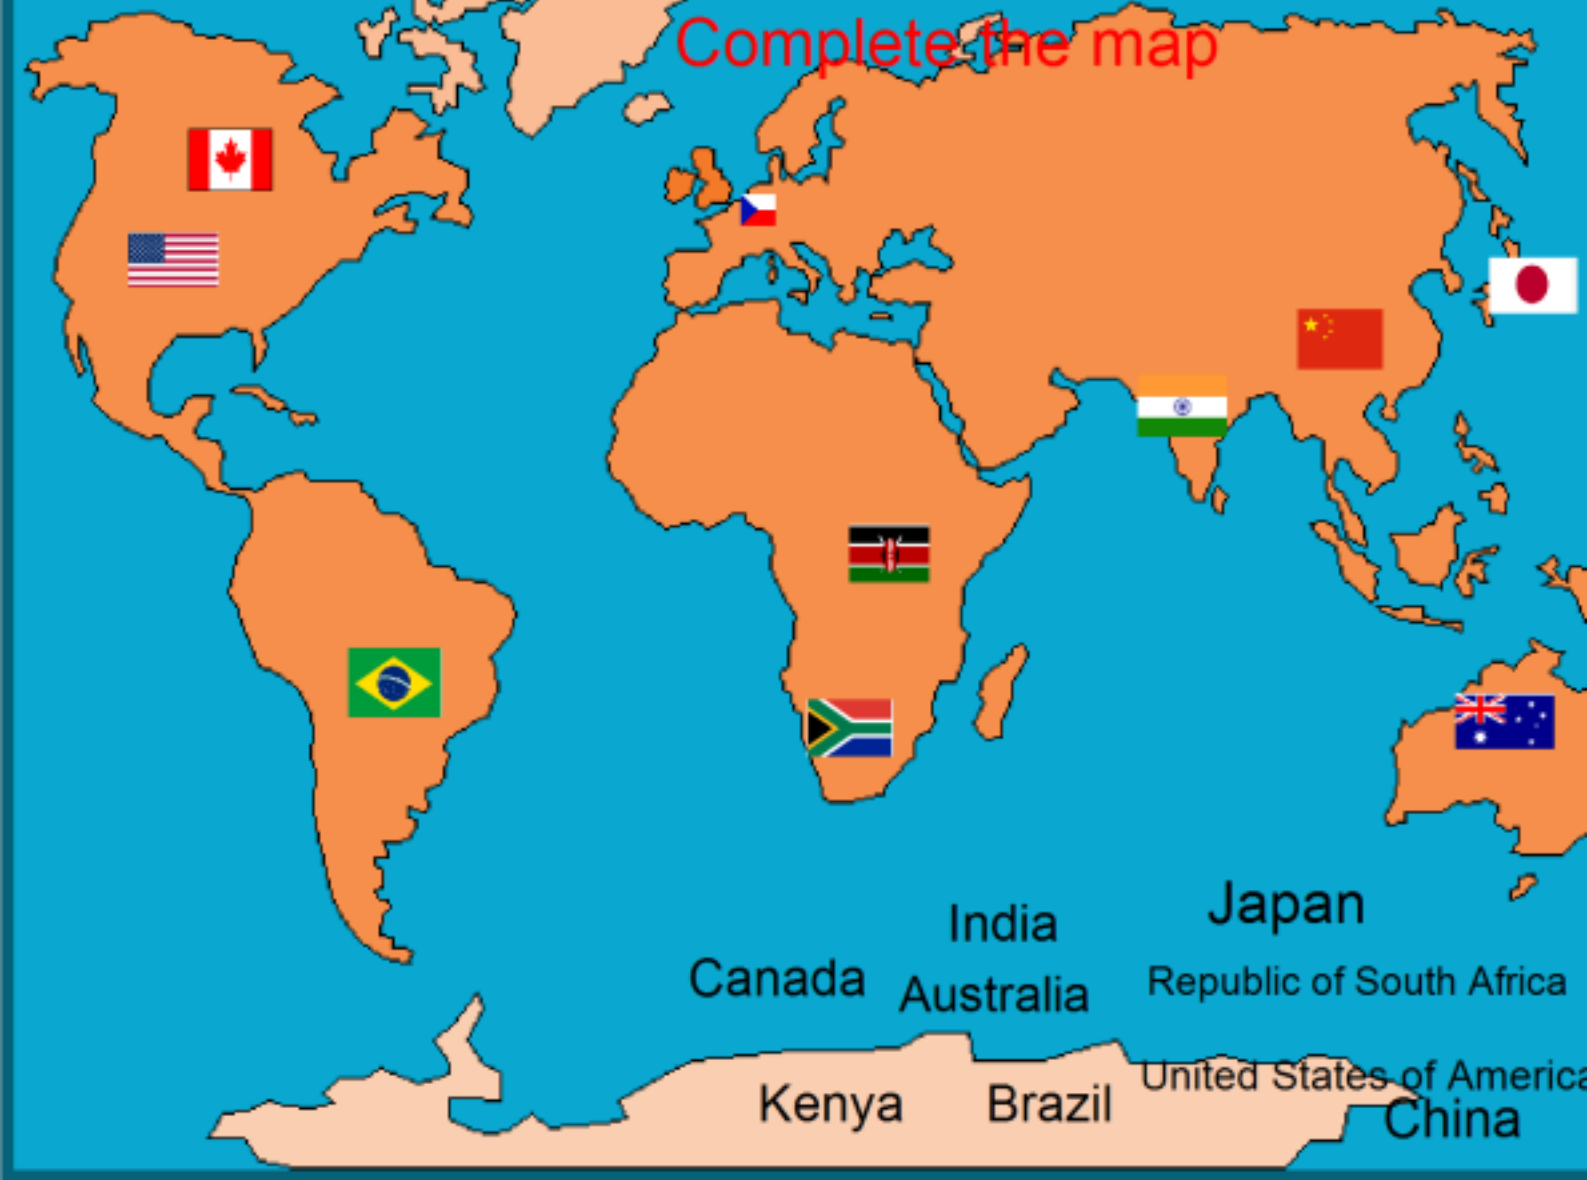 Complete the map
Japan
India
Canada
Australia
Republic of South Africa
United States of America
Kenya
Brazil
China